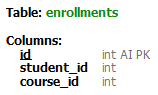 Table: enrollments
Columns:
id int AI PK
student_id int
course_id int